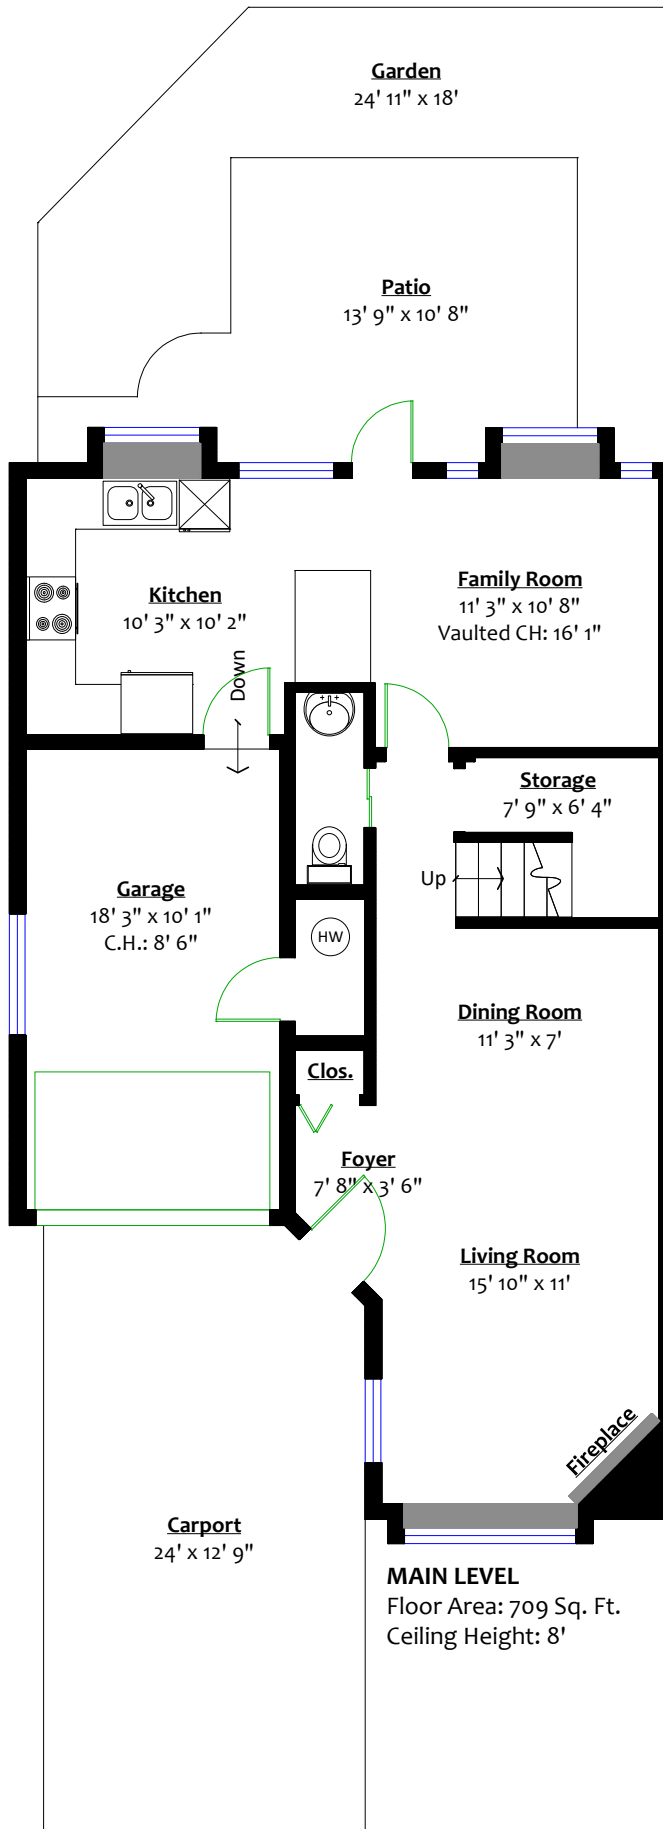 Garden
24' 11" x 18'
Patio
13' 9" x 10' 8"
Kitchen
10' 3" x 10' 2"
Family Room
11' 3" x 10' 8"
Vaulted CH: 16' 1"
Down
Storage
7' 9" x 6' 4"
Up
Garage
18' 3" x 10' 1"
C.H.: 8' 6"
HW
Dining Room
11' 3" x 7'
Clos.
Foyer
7' 8" x 3' 6"
Living Room
15' 10" x 11'
Fireplace
Carport
24' x 12' 9"
MAIN LEVEL
Floor Area: 709 Sq. Ft.
Ceiling Height: 8'